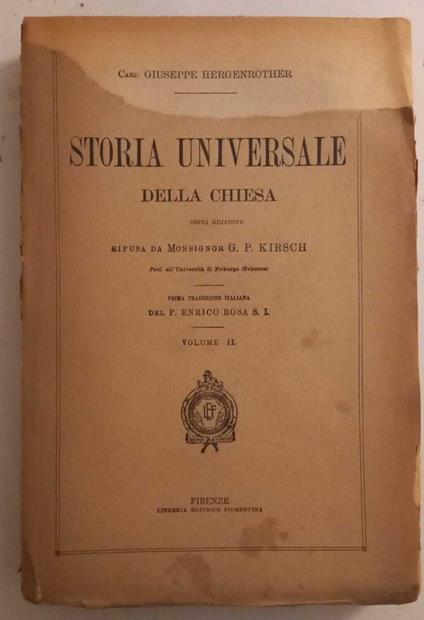 Card. GIUSEPPE HERGENRÖTHER
STORIA UNIVERSALE
DELLA CHIESA
SESTA EDIZIONE
RIFUSA DA Monsignor G. P. KIRSCH
Prof. all'Università di Friburgo (Svizzera)
PRIMA TRADUZIONE ITALIANA
DEL P. ENRICO ROSA S. I.
VOLUME II.
LEF
FIRENZE
LIBRERIA EDITRICE FIORENTINA